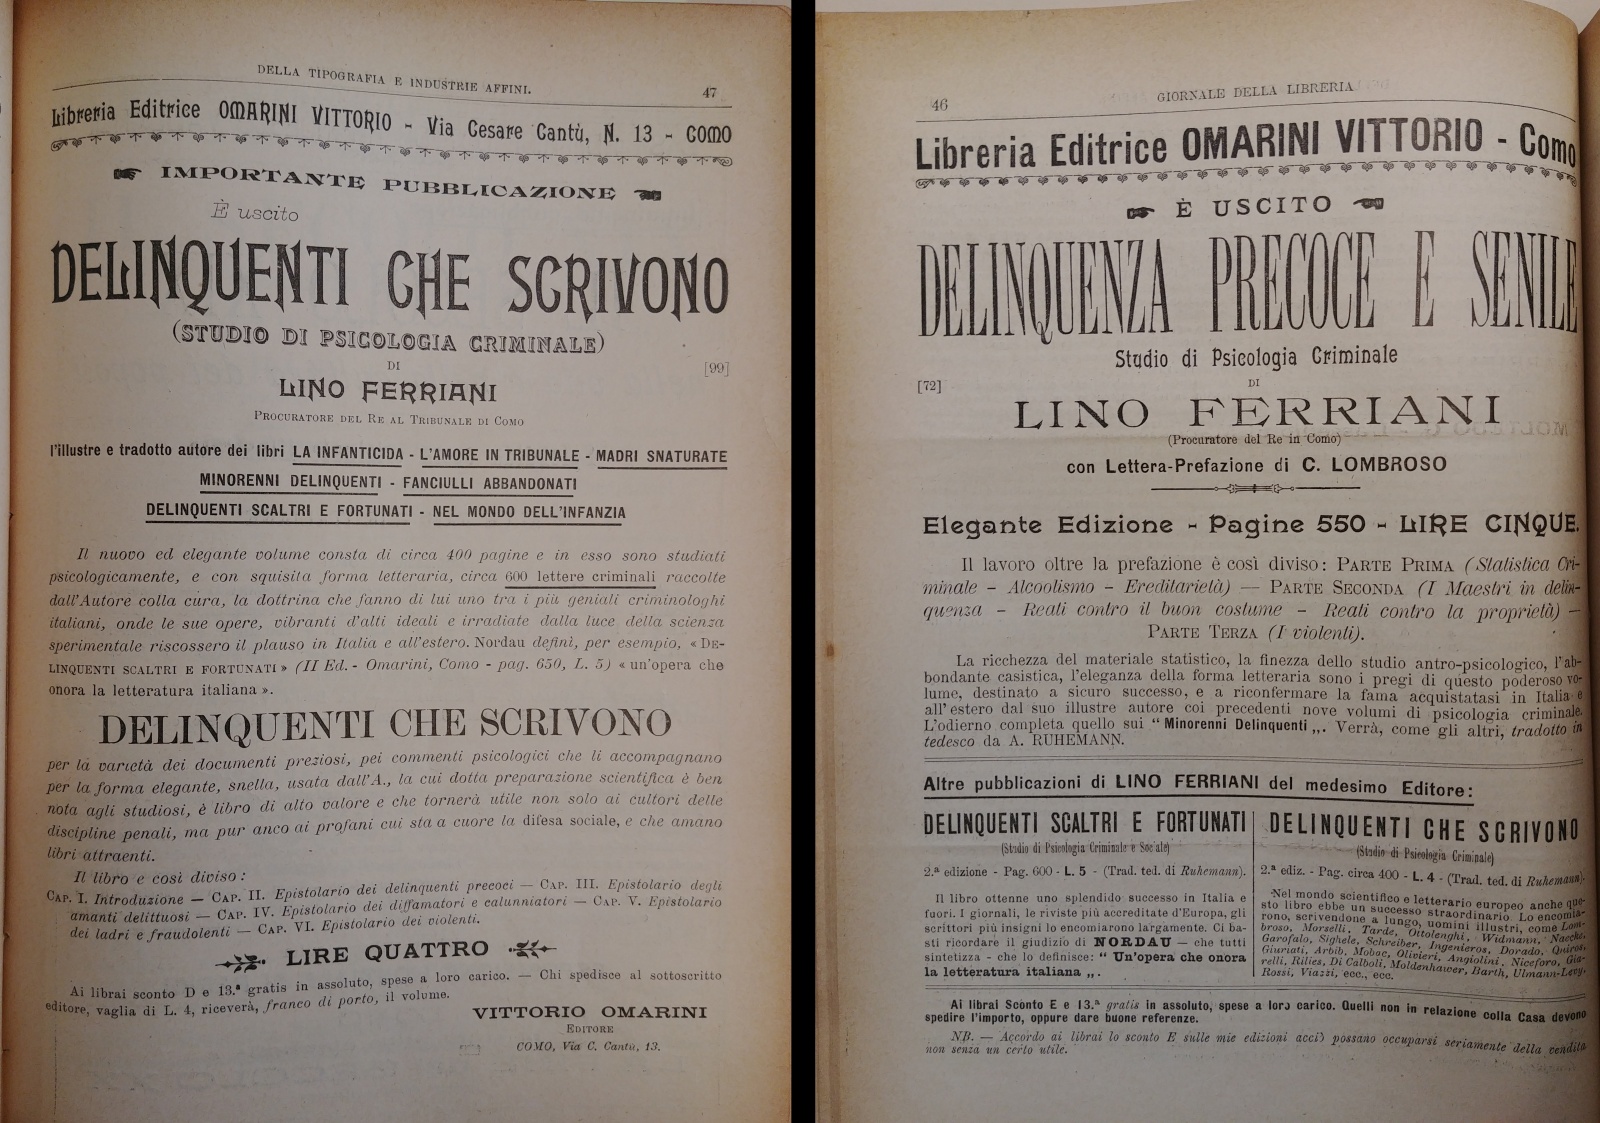 DELLA TIPOGRAFIA E INDUSTRIE AFFINI.
47
Libreria Editrice OMARINI VITTORIO - Via Cesare Cantù, N. 13 - COMO
IMPORTANTE PUBBLICAZIONE
È uscito
DELINQUENTI CHE SCRIVONO
(STUDIO DI PSICOLOGIA CRIMINALE)
DI
[99]
LINO FERRIANI
PROCURATORE DEL RE AL TRIBUNALE DI COMO
l'illustre e tradotto autore dei libri LA INFANTICIDA - L'AMORE IN TRIBUNALE - MADRI SNATURATE
MINORENNI DELINQUENTI - FANCIULLI ABBANDONATI
DELINQUENTI SCALTRI E FORTUNATI - NEL MONDO DELL'INFANZIA
Il nuovo ed elegante volume consta di circa 400 pagine e in esso sono studiati
psicologicamente, e con squisita forma letteraria, circa 600 lettere criminali raccolte
dall'Autore colla cura, la dottrina che fanno di lui uno tra i più geniali criminologhi
italiani, onde le sue opere, vibranti d'alti ideali e irradiate dalla luce della scienza
sperimentale riscossero il plauso in Italia e all'estero. Nordau definì, per esempio, « DE-
LINQUENTI SCALTRI E FORTUNATI » (II Ed. - Omarini, Como - pag. 650, L. 5) « un'opera che
onora la letteratura italiana ».
DELINQUENTI CHE SCRIVONO
per la varietà dei documenti preziosi, pei commenti psicologici che li accompagnano
per la forma elegante, snella, usata dall'A., la cui dotta preparazione scientifica è ben
nota agli studiosi, è libro di alto valore e che tornerà utile non solo ai cultori delle
discipline penali, ma pur anco ai profani cui sta a cuore la difesa sociale, e che amano
libri attraenti.
Il libro e così diviso:
CAP. I. Introduzione — CAP. II. Epistolario dei delinquenti precoci — CAP. III. Epistolario degli
amanti delittuosi — CAP. IV. Epistolario dei diffamatori e calunniatori — CAP. V. Epistolario
dei ladri e fraudolenti — CAP. VI. Epistolario dei violenti.
LIRE QUATTRO
Ai librai sconto D e 13.ª gratis in assoluto, spese a loro carico. — Chi spedisce al sottoscritto
editore, vaglia di L. 4, riceverà, franco di porto, il volume.
VITTORIO OMARINI
EDITORE
COMO, Via C. Cantù, 13.
46
GIORNALE DELLA LIBRERIA
Libreria Editrice OMARINI VITTORIO - Como
È USCITO
DELINQUENZA PRECOCE E SENILE
Studio di Psicologia Criminale
[72]
DI
LINO FERRIANI
(Procuratore del Re in Como)
con Lettera-Prefazione di C. LOMBROSO
Elegante Edizione - Pagine 550 - LIRE CINQUE.
Il lavoro oltre la prefazione è così diviso: PARTE PRIMA (Statistica Cri-
minale - Alcoolismo - Ereditarietà) — PARTE SECONDA (I Maestri in delin-
quenza - Reati contro il buon costume - Reati contro la proprietà) —
PARTE TERZA (I violenti).
La ricchezza del materiale statistico, la finezza dello studio antro-psicologico, l'ab-
bondante casistica, l'eleganza della forma letteraria sono i pregi di questo poderoso vo-
lume, destinato a sicuro successo, e a riconfermare la fama acquistatasi in Italia e
all'estero dal suo illustre autore coi precedenti nove volumi di psicologia criminale.
L'odierno completa quello sui “ Minorenni Delinquenti „. Verrà, come gli altri, tradotto in
tedesco da A. RUHEMANN.
Altre pubblicazioni di LINO FERRIANI del medesimo Editore:
DELINQUENTI SCALTRI E FORTUNATI
(Studio di Psicologia Criminale e Sociale)
2.ª edizione - Pag. 600 - L. 5 - (Trad. ted. di Ruhemann).
Il libro ottenne uno splendido successo in Italia e
fuori. I giornali, le riviste più accreditate d'Europa, gli
scrittori più insigni lo encomiarono largamente. Ci ba-
sti ricordare il giudizio di NORDAU — che tutti
sintetizza - che lo definisce: “ Un'opera che onora
la letteratura italiana „.
DELINQUENTI CHE SCRIVONO
(Studio di Psicologia Criminale)
2.ª ediz. - Pag. circa 400 - L. 4 - (Trad. ted. di Ruhemann).
Nel mondo scientifico e letterario europeo anche que-
sto libro ebbe un successo straordinario. Lo encomia-
rono, scrivendone a lungo, uomini illustri, come Lom-
broso, Morselli, Tarde, Ottolenghi, Widmann, Naecke,
Garofalo, Sighele, Schreiber, Ingenieros, Dorado, Quiros,
Giuriati, Arbib, Mobac, Olivieri, Angiolini, Niceforo, Gia-
relli, Rilies, Di Calboli, Moldenhawer, Barth, Ulmann-Levy,
Rossi, Viazzi, ecc., ecc.
Ai librai Sconto E e 13.ª gratis in assoluto, spese a loro carico. Quelli non in relazione colla Casa devono
spedire l'importo, oppure dare buone referenze.
NB. — Accordo ai librai lo sconto E sulle mie edizioni acciò possano occuparsi seriamente della vendita
non senza un certo utile.